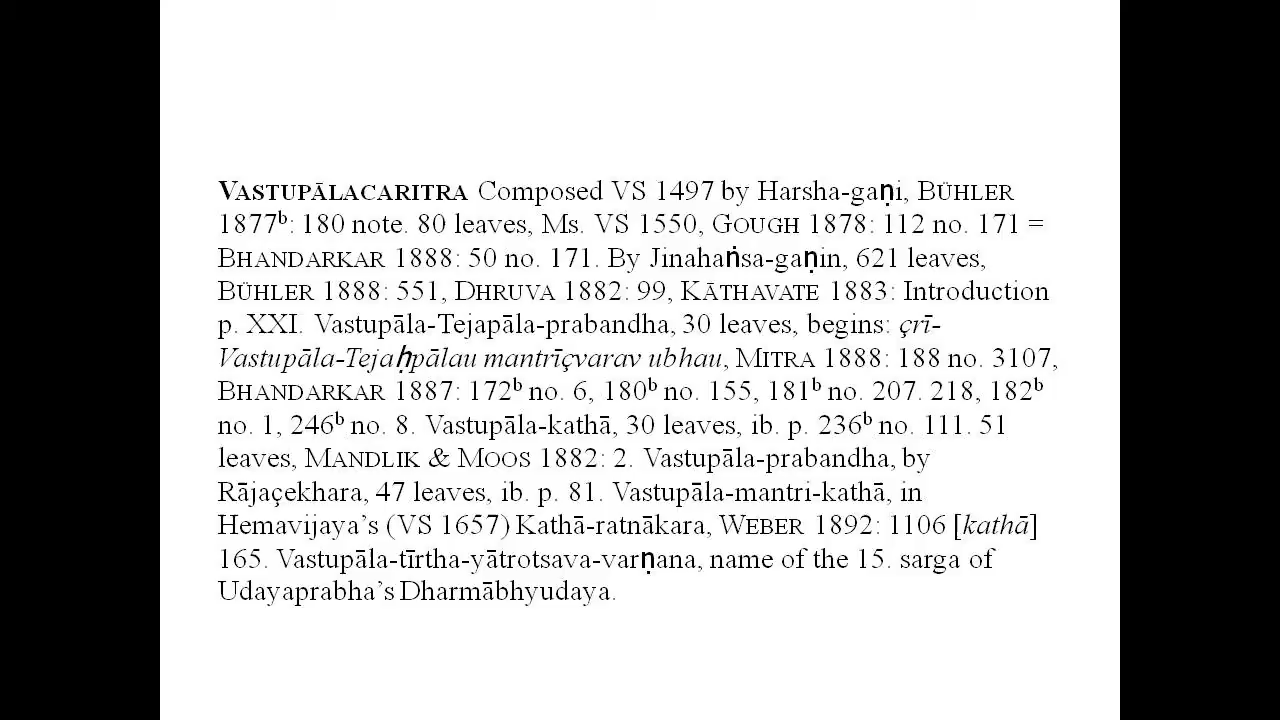 VASTUPĀLACARITRA Composed VS 1497 by Harsha-gaṇi, BÜHLER
1877ᵇ: 180 note. 80 leaves, Ms. VS 1550, GOUGH 1878: 112 no. 171 =
BHANDARKAR 1888: 50 no. 171. By Jinahaṅsa-gaṇin, 621 leaves,
BÜHLER 1888: 551, DHRUVA 1882: 99, KĀTHAVATE 1883: Introduction
p. XXI. Vastupāla-Tejapāla-prabandha, 30 leaves, begins: çrī-
Vastupāla-Tejaḥpālau mantrīçvarav ubhau, MITRA 1888: 188 no. 3107,
BHANDARKAR 1887: 172ᵇ no. 6, 180ᵇ no. 155, 181ᵇ no. 207. 218, 182ᵇ
no. 1, 246ᵇ no. 8. Vastupāla-kathā, 30 leaves, ib. p. 236ᵇ no. 111. 51
leaves, MANDLIK & MOOS 1882: 2. Vastupāla-prabandha, by
Rājaçekhara, 47 leaves, ib. p. 81. Vastupāla-mantri-kathā, in
Hemavijaya’s (VS 1657) Kathā-ratnākara, WEBER 1892: 1106 [kathā]
165. Vastupāla-tīrtha-yātrotsava-varṇana, name of the 15. sarga of
Udayaprabha’s Dharmābhyudaya.